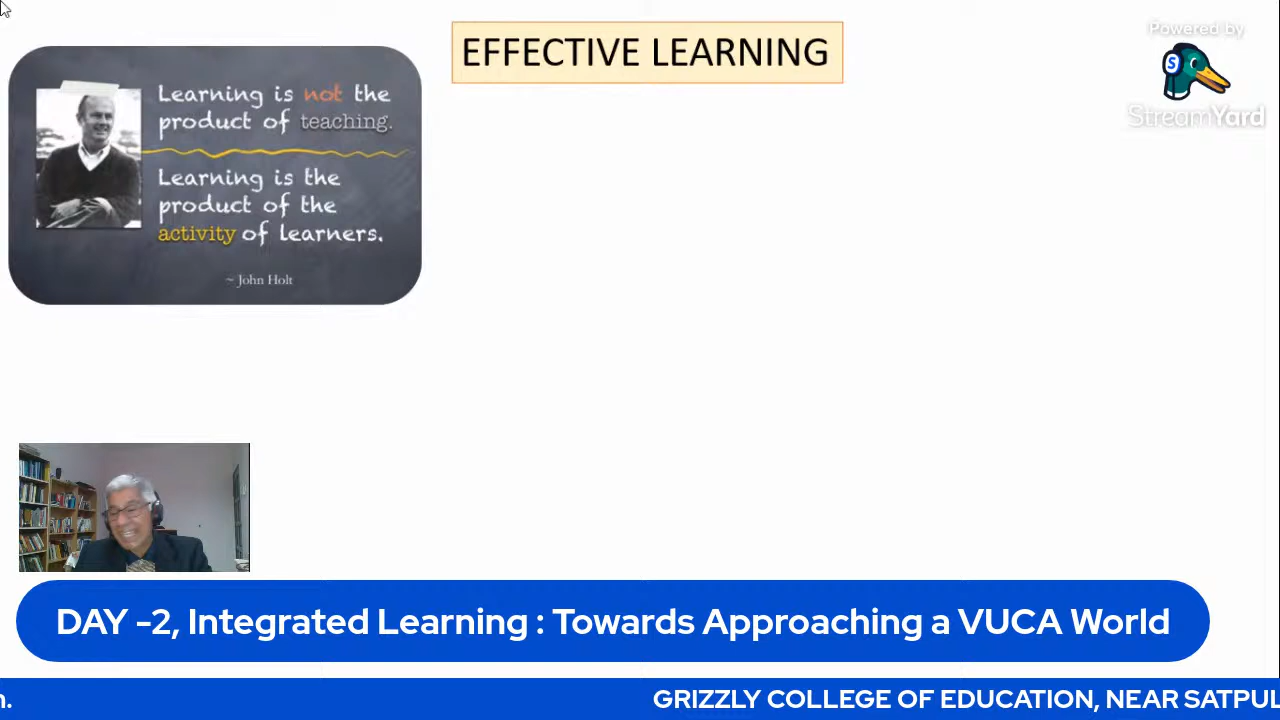 EFFECTIVE LEARNING
Powered by
StreamYard
Learning is not the
product of teaching.
Learning is the
product of the
activity of learners.
~ John Holt
DAY -2, Integrated Learning : Towards Approaching a VUCA World
GRIZZLY COLLEGE OF EDUCATION, NEAR SATPUL